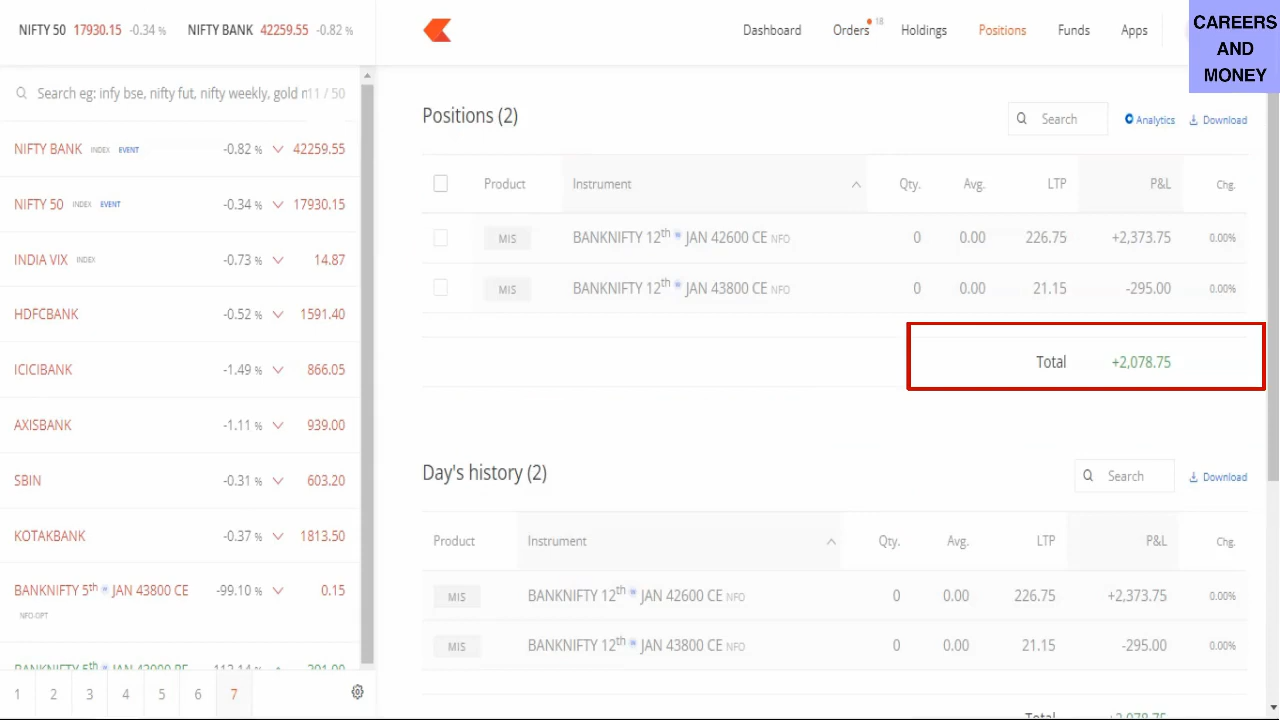 NIFTY 50 17930.15 -0.34 % NIFTY BANK 42259.55 -0.82 %
Dashboard Orders 18 Holdings Positions Funds Apps
CAREERS
AND
MONEY
Search eg: infy bse, nifty fut, nifty weekly, gold m 11 / 50
NIFTY BANK INDEX EVENT -0.82 % 42259.55
NIFTY 50 INDEX EVENT -0.34 % 17930.15
INDIA VIX INDEX -0.73 % 14.87
HDFCBANK -0.52 % 1591.40
ICICIBANK -1.49 % 866.05
AXISBANK -1.11 % 939.00
SBIN -0.31 % 603.20
KOTAKBANK -0.37 % 1813.50
BANKNIFTY 5th w JAN 43800 CE -99.10 % 0.15
NFO-OPT
1 2 3 4 5 6 7
Positions (2)
Search Analytics Download
Product Instrument Qty. Avg. LTP P&L Chg.
MIS BANKNIFTY 12th w JAN 42600 CE NFO 0 0.00 226.75 +2,373.75 0.00%
MIS BANKNIFTY 12th w JAN 43800 CE NFO 0 0.00 21.15 -295.00 0.00%
Total +2,078.75
Day's history (2)
Search Download
Product Instrument Qty. Avg. LTP P&L Chg.
MIS BANKNIFTY 12th w JAN 42600 CE NFO 0 0.00 226.75 +2,373.75 0.00%
MIS BANKNIFTY 12th w JAN 43800 CE NFO 0 0.00 21.15 -295.00 0.00%
Total +2,078.75